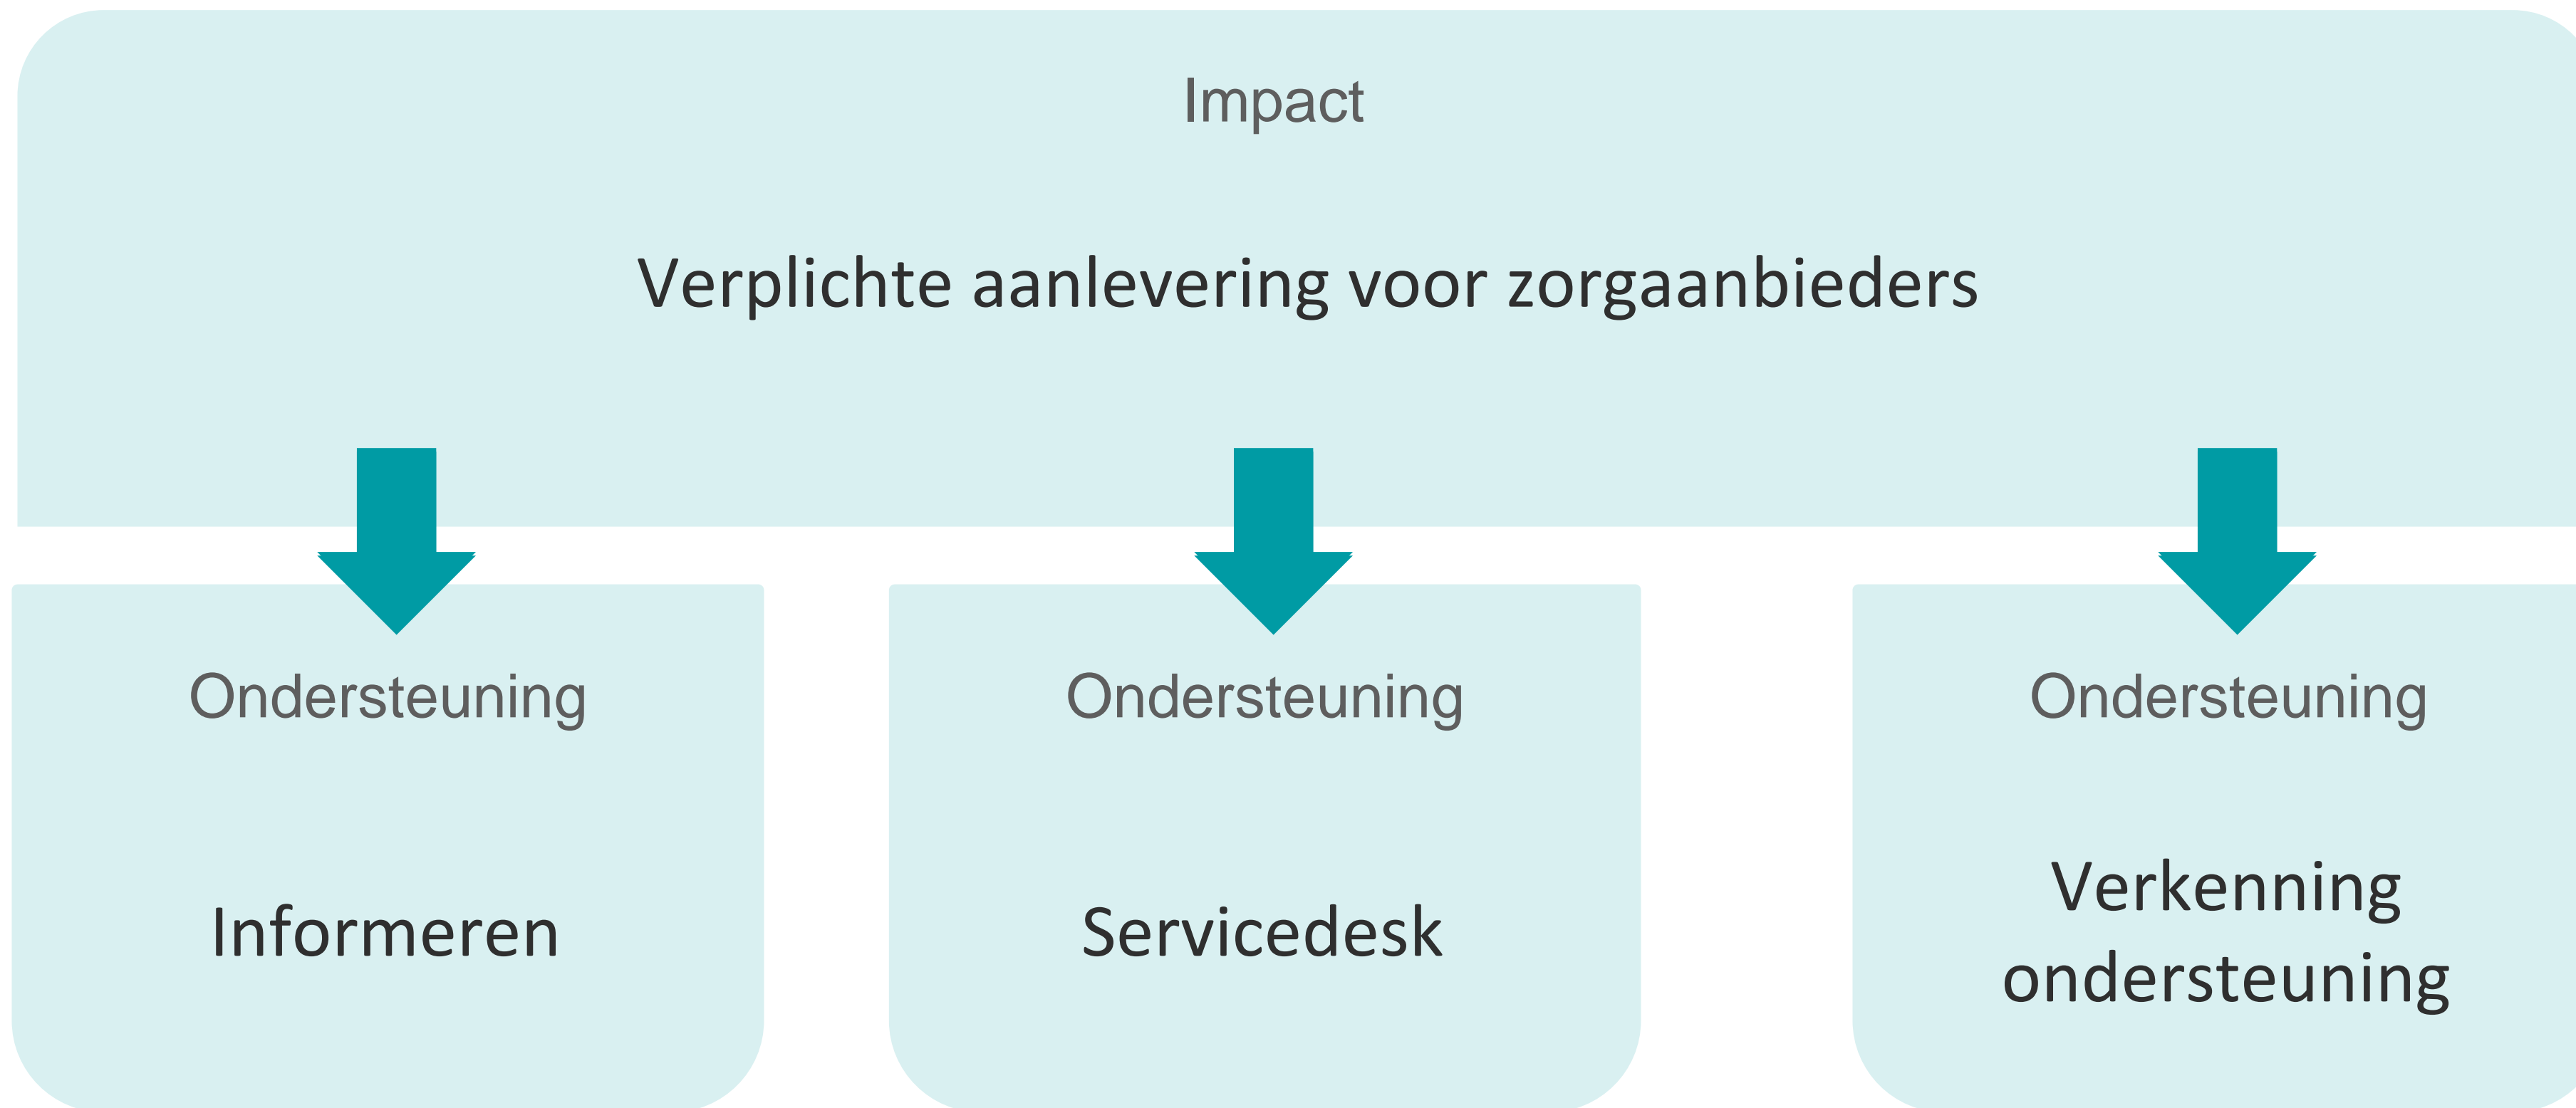 Impact
Verplichte aanlevering voor zorgaanbieders
Ondersteuning
Informeren
Ondersteuning
Servicedesk
Ondersteuning
Verkenning
ondersteuning